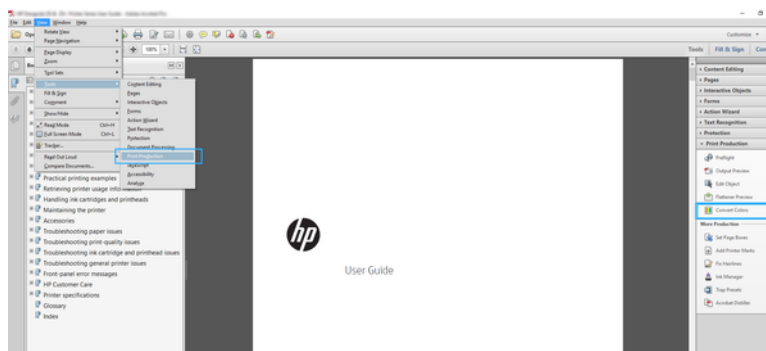 File Edit View Window Help
Customize
Rotate View
Page Navigation
Page Display
Zoom
Tool Sets
Tools
Fill & Sign
Comment
Show/Hide
Read Mode Ctrl+H
Full Screen Mode Ctrl+L
Tracker...
Read Out Loud
Compare Documents...
100%
Tools Fill & Sign
Content Editing
Pages
Interactive Objects
Forms
Action Wizard
Text Recognition
Protection
Document Processing
Print Production
JavaScript
Accessibility
Analyze
Practical printing examples
Retrieving printer usage information
Handling ink cartridges and printheads
Maintaining the printer
Accessories
Troubleshooting paper issues
Troubleshooting print-quality issues
Troubleshooting ink cartridge and printhead issues
Troubleshooting general printer issues
Front-panel error messages
HP Customer Care
Printer specifications
Glossary
Index
hp
User Guide
Content Editing
Pages
Interactive Objects
Forms
Action Wizard
Text Recognition
Protection
Print Production
Preflight
Output Preview
Edit Object
Flattener Preview
Convert Colors
More Production
Set Page Boxes
Add Printer Marks
Fix Hairlines
Ink Manager
Trap Presets
Acrobat Distiller